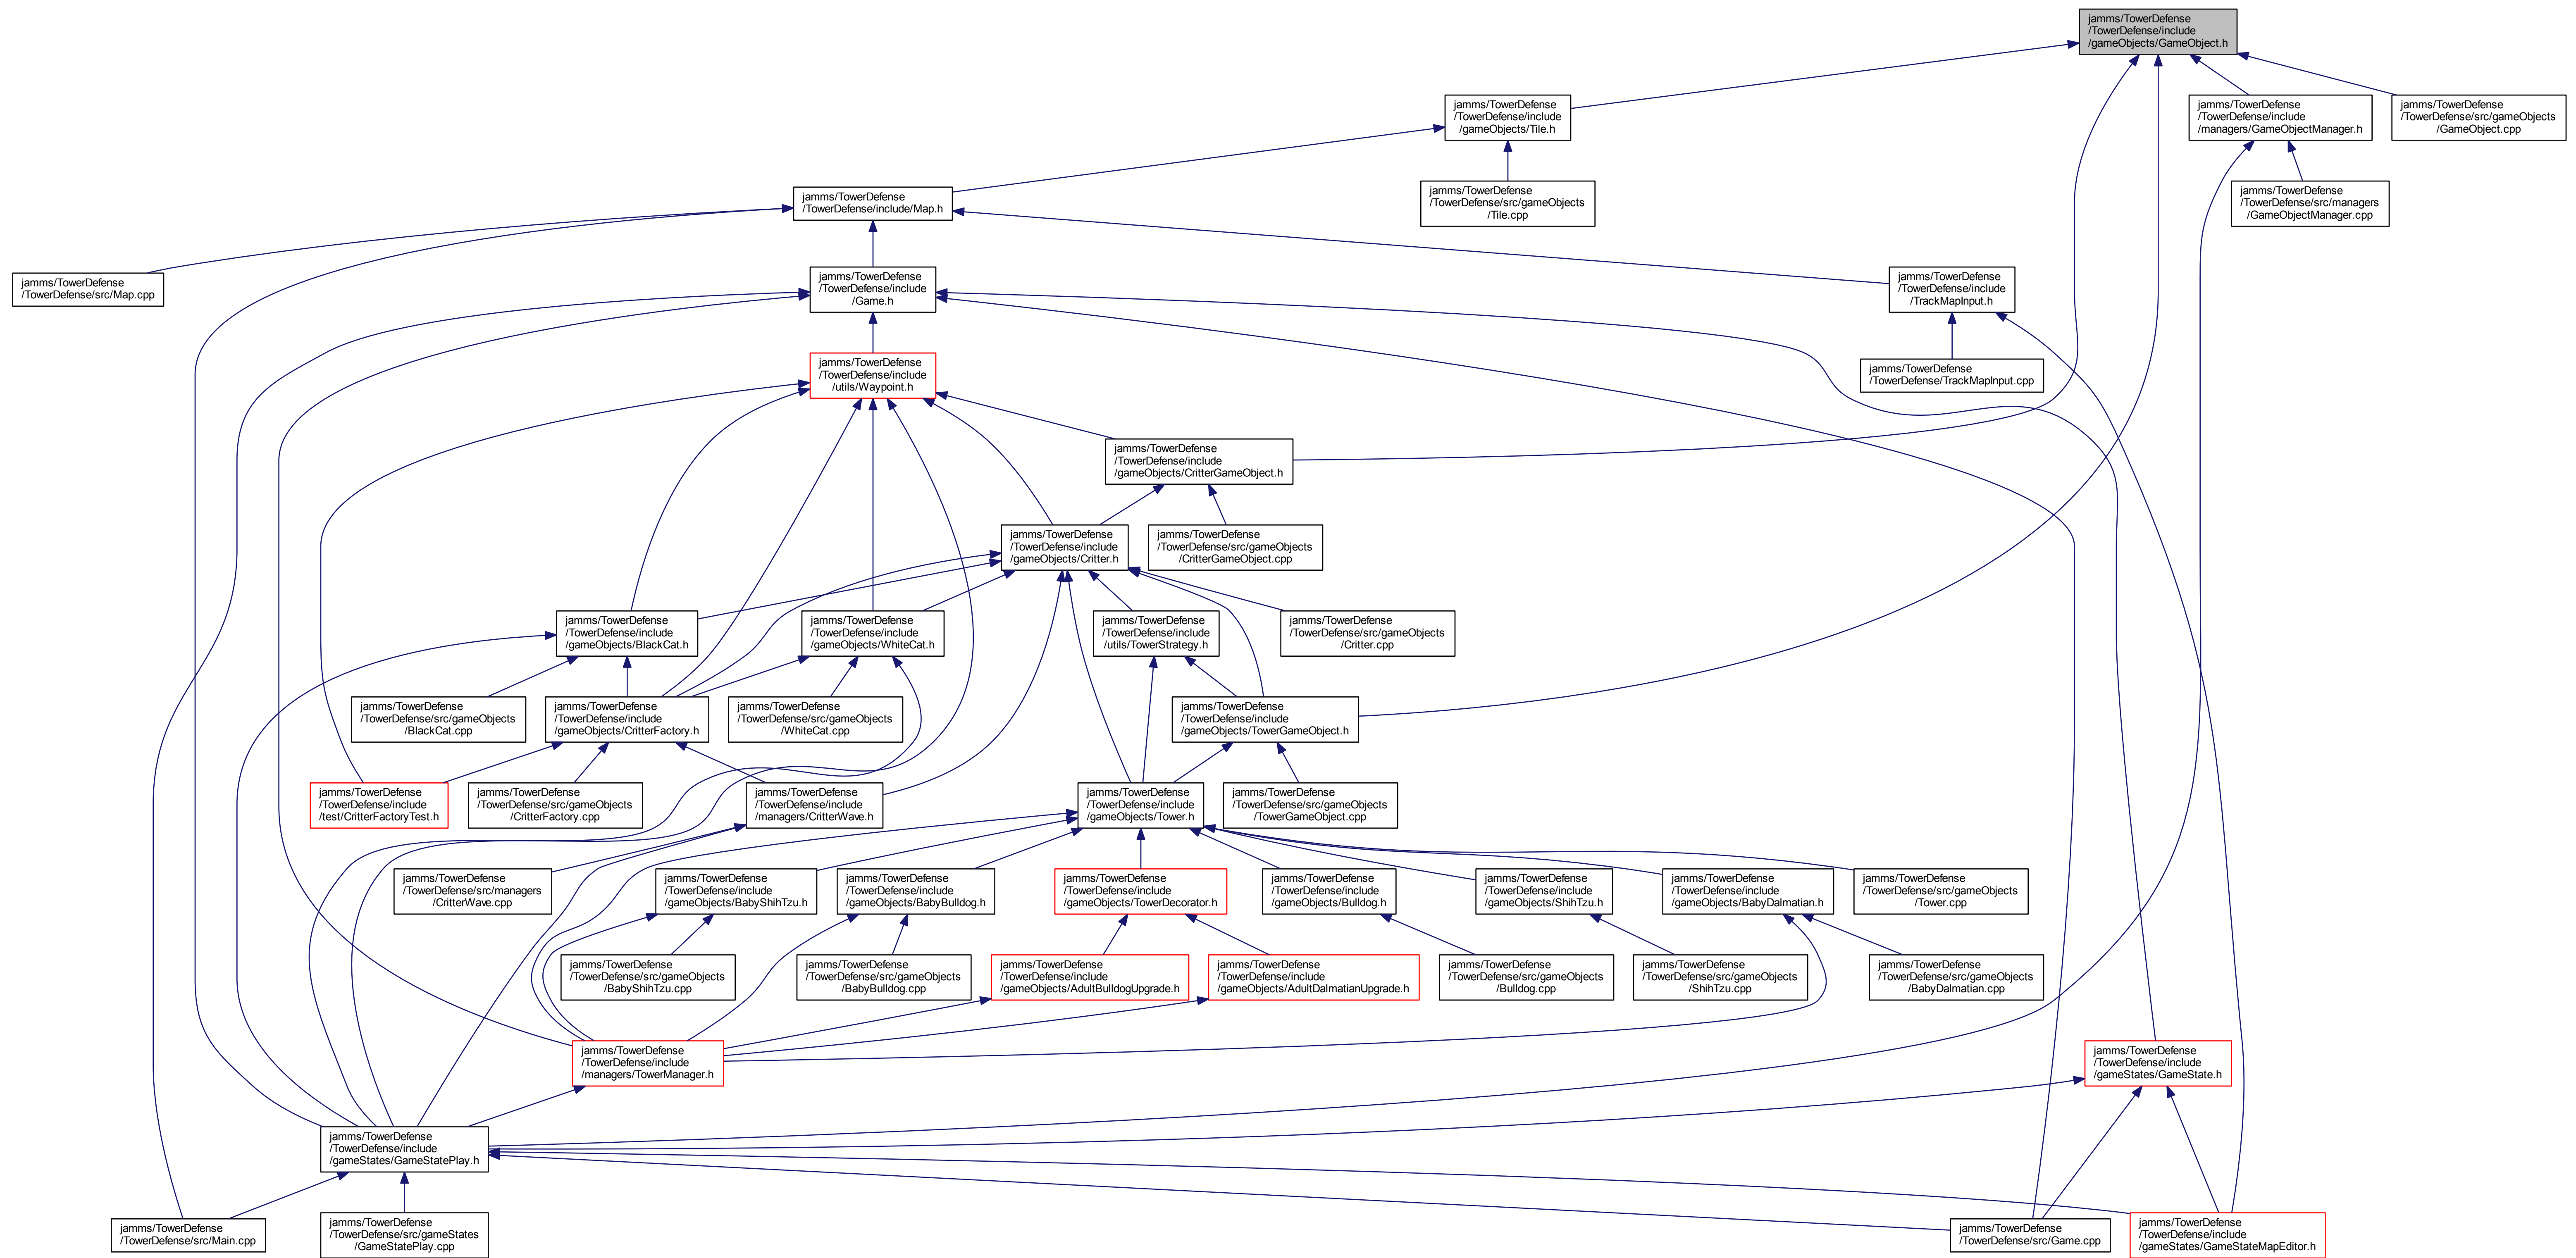 jamms/TowerDefense
/TowerDefense/include
/gameObjects/GameObject.h
jamms/TowerDefense
/TowerDefense/include
/gameObjects/Tile.h
jamms/TowerDefense
/TowerDefense/include
/managers/GameObjectManager.h
jamms/TowerDefense
/TowerDefense/src/gameObjects
/GameObject.cpp
jamms/TowerDefense
/TowerDefense/include/Map.h
jamms/TowerDefense
/TowerDefense/src/gameObjects
/Tile.cpp
jamms/TowerDefense
/TowerDefense/src/managers
/GameObjectManager.cpp
jamms/TowerDefense
/TowerDefense/src/Map.cpp
jamms/TowerDefense
/TowerDefense/include
/Game.h
jamms/TowerDefense
/TowerDefense/include
/TrackMapInput.h
jamms/TowerDefense
/TowerDefense/include
/utils/Waypoint.h
jamms/TowerDefense
/TowerDefense/TrackMapInput.cpp
jamms/TowerDefense
/TowerDefense/include
/gameObjects/CritterGameObject.h
jamms/TowerDefense
/TowerDefense/include
/gameObjects/Critter.h
jamms/TowerDefense
/TowerDefense/src/gameObjects
/CritterGameObject.cpp
jamms/TowerDefense
/TowerDefense/include
/gameObjects/BlackCat.h
jamms/TowerDefense
/TowerDefense/include
/gameObjects/WhiteCat.h
jamms/TowerDefense
/TowerDefense/include
/utils/TowerStrategy.h
jamms/TowerDefense
/TowerDefense/src/gameObjects
/Critter.cpp
jamms/TowerDefense
/TowerDefense/src/gameObjects
/BlackCat.cpp
jamms/TowerDefense
/TowerDefense/include
/gameObjects/CritterFactory.h
jamms/TowerDefense
/TowerDefense/src/gameObjects
/WhiteCat.cpp
jamms/TowerDefense
/TowerDefense/include
/gameObjects/TowerGameObject.h
jamms/TowerDefense
/TowerDefense/include
/test/CritterFactoryTest.h
jamms/TowerDefense
/TowerDefense/src/gameObjects
/CritterFactory.cpp
jamms/TowerDefense
/TowerDefense/include
/managers/CritterWave.h
jamms/TowerDefense
/TowerDefense/include
/gameObjects/Tower.h
jamms/TowerDefense
/TowerDefense/src/gameObjects
/TowerGameObject.cpp
jamms/TowerDefense
/TowerDefense/src/managers
/CritterWave.cpp
jamms/TowerDefense
/TowerDefense/include
/gameObjects/BabyShihTzu.h
jamms/TowerDefense
/TowerDefense/include
/gameObjects/BabyBulldog.h
jamms/TowerDefense
/TowerDefense/include
/gameObjects/TowerDecorator.h
jamms/TowerDefense
/TowerDefense/include
/gameObjects/Bulldog.h
jamms/TowerDefense
/TowerDefense/include
/gameObjects/ShihTzu.h
jamms/TowerDefense
/TowerDefense/include
/gameObjects/BabyDalmatian.h
jamms/TowerDefense
/TowerDefense/src/gameObjects
/Tower.cpp
jamms/TowerDefense
/TowerDefense/src/gameObjects
/BabyShihTzu.cpp
jamms/TowerDefense
/TowerDefense/src/gameObjects
/BabyBulldog.cpp
jamms/TowerDefense
/TowerDefense/include
/gameObjects/AdultBulldogUpgrade.h
jamms/TowerDefense
/TowerDefense/include
/gameObjects/AdultDalmatianUpgrade.h
jamms/TowerDefense
/TowerDefense/src/gameObjects
/Bulldog.cpp
jamms/TowerDefense
/TowerDefense/src/gameObjects
/ShihTzu.cpp
jamms/TowerDefense
/TowerDefense/src/gameObjects
/BabyDalmatian.cpp
jamms/TowerDefense
/TowerDefense/include
/managers/TowerManager.h
jamms/TowerDefense
/TowerDefense/include
/gameStates/GameState.h
jamms/TowerDefense
/TowerDefense/include
/gameStates/GameStatePlay.h
jamms/TowerDefense
/TowerDefense/src/Main.cpp
jamms/TowerDefense
/TowerDefense/src/gameStates
/GameStatePlay.cpp
jamms/TowerDefense
/TowerDefense/src/Game.cpp
jamms/TowerDefense
/TowerDefense/include
/gameStates/GameStateMapEditor.h